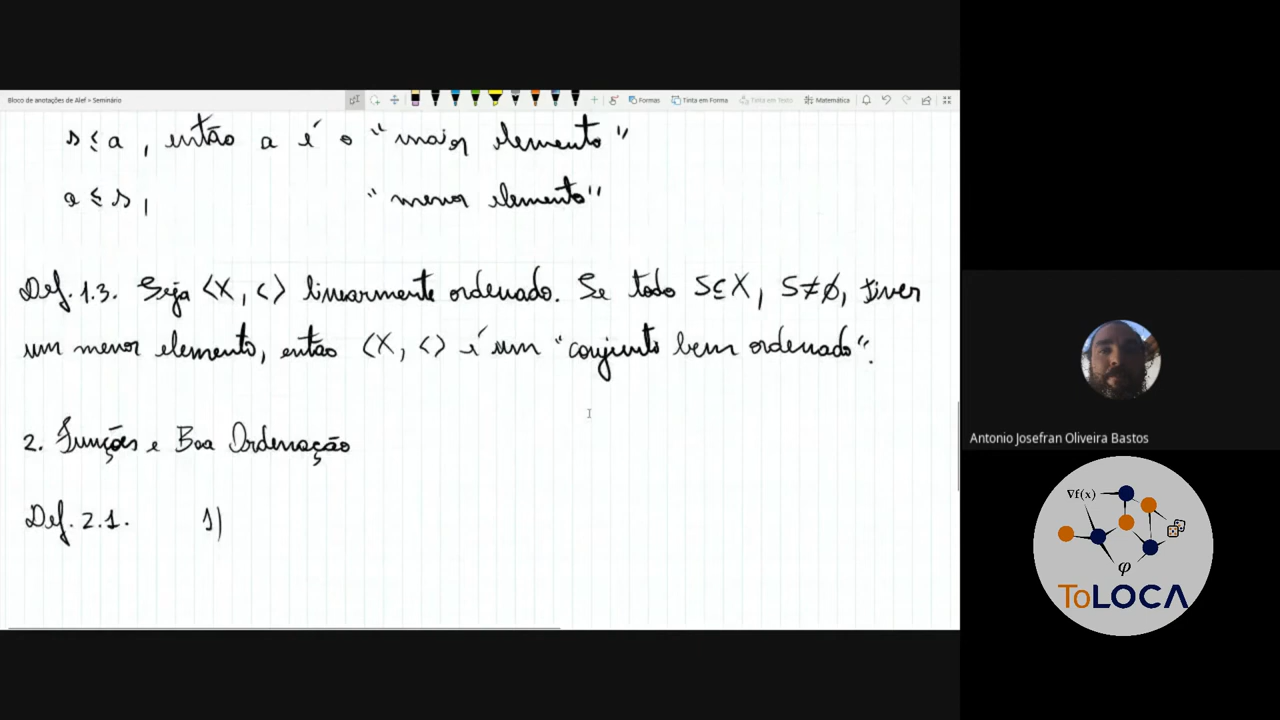 Bloco de anotações de Alef > Seminário
Formas
Tinta em Forma
Tinta em Texto
Matemática
s ≤ a, então a é o "maior elemento"
a ≤ s, "menor elemento"
Def. 1.3. Seja ⟨X, <⟩ linearmente ordenado. Se todo S⊆X, S≠∅, tiver
um menor elemento, então ⟨X, <⟩ é um "conjunto bem ordenado".
2. Funções e Boa Ordenação
Def. 2.1. 1)
Antonio Josefran Oliveira Bastos
∇f(x)
φ
ToLOCA